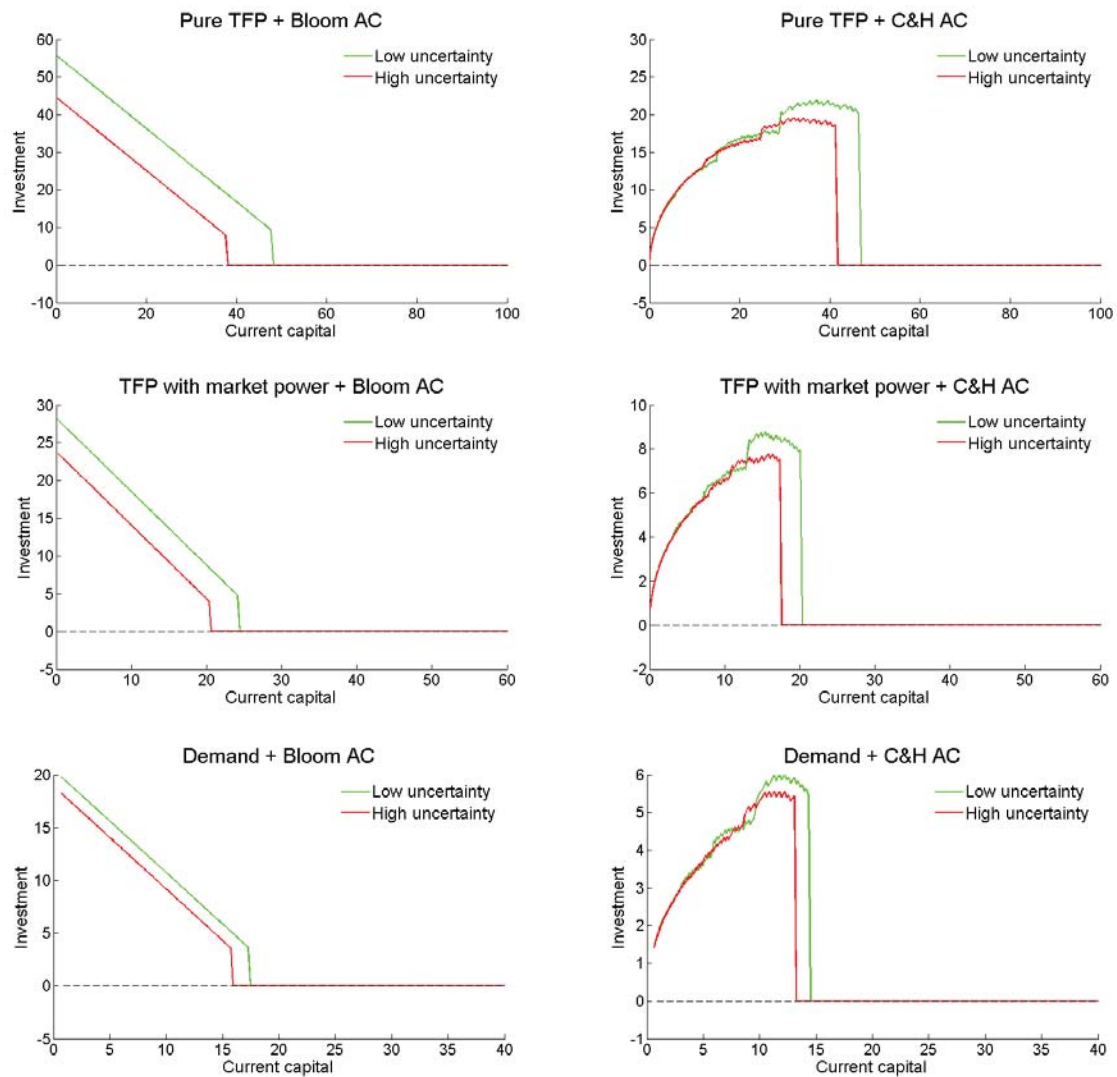 Pure TFP + Bloom AC
60
50
40
30
20
10
0
-10
Investment
Low uncertainty
High uncertainty
0 20 40 60 80 100
Current capital
Pure TFP + C&H AC
30
25
20
15
10
5
0
-5
Investment
Low uncertainty
High uncertainty
0 20 40 60 80 100
Current capital
TFP with market power + Bloom AC
30
25
20
15
10
5
0
-5
Investment
Low uncertainty
High uncertainty
0 10 20 30 40 50 60
Current capital
TFP with market power + C&H AC
10
8
6
4
2
0
-2
Investment
Low uncertainty
High uncertainty
0 10 20 30 40 50 60
Current capital
Demand + Bloom AC
20
15
10
5
0
-5
Investment
Low uncertainty
High uncertainty
0 5 10 15 20 25 30 35 40
Current capital
Demand + C&H AC
6
5
4
3
2
1
0
-1
Investment
Low uncertainty
High uncertainty
0 5 10 15 20 25 30 35 40
Current capital